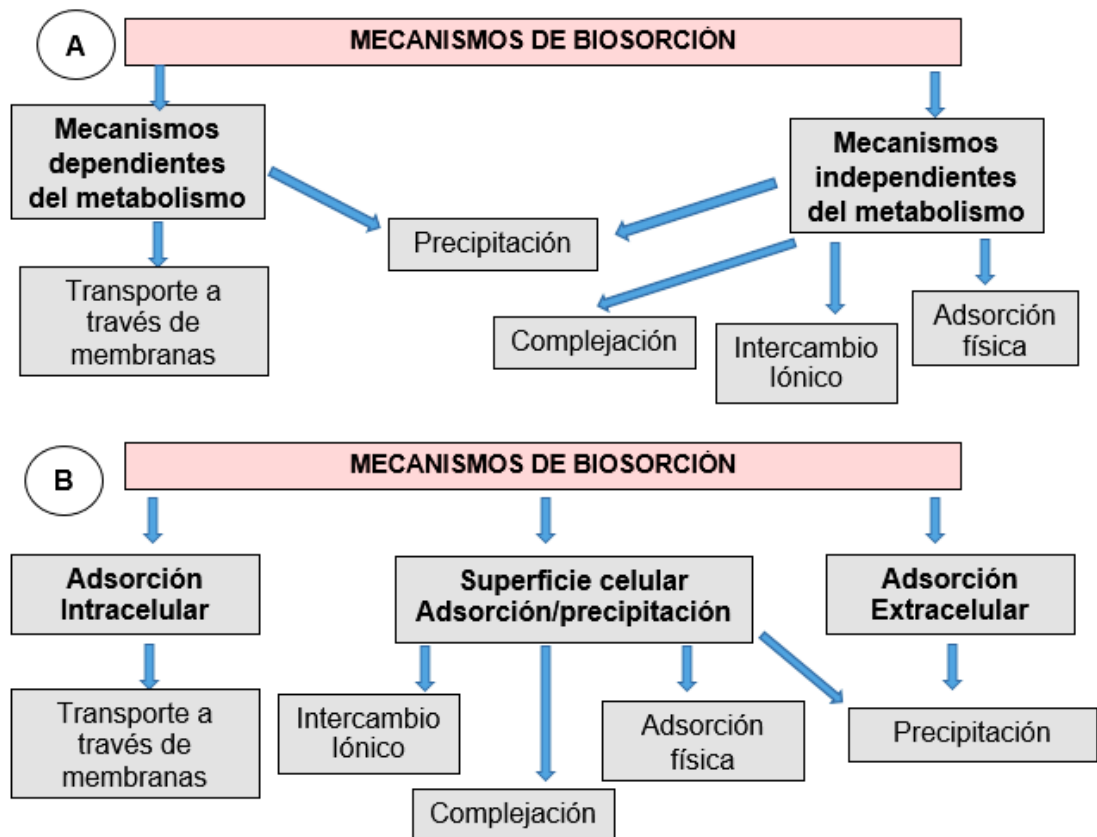 A
MECANISMOS DE BIOSORCIÓN
Mecanismos
dependientes
del metabolismo
Mecanismos
independientes
del metabolismo
Precipitación
Transporte a
través de
membranas
Complejación
Intercambio
Iónico
Adsorción
física
B
MECANISMOS DE BIOSORCIÓN
Adsorción
Intracelular
Superficie celular
Adsorción/precipitación
Adsorción
Extracelular
Transporte a
través de
membranas
Intercambio
Iónico
Complejación
Adsorción
física
Precipitación